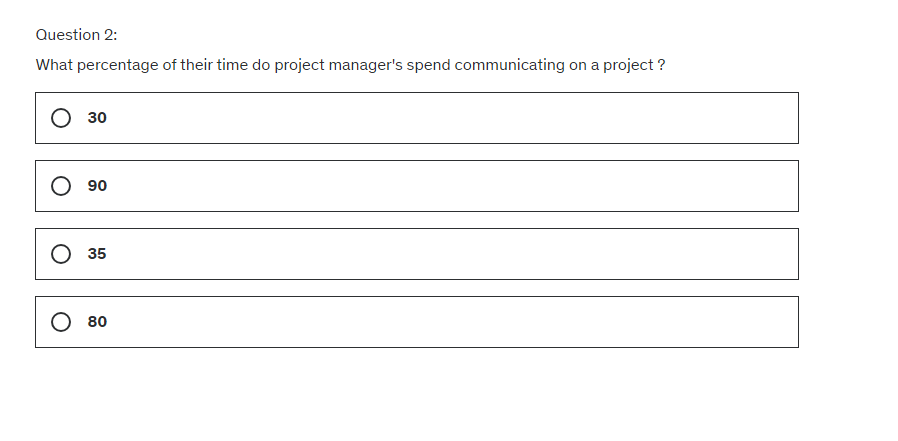 Question 2:
What percentage of their time do project manager's spend communicating on a project ?
30
90
35
80